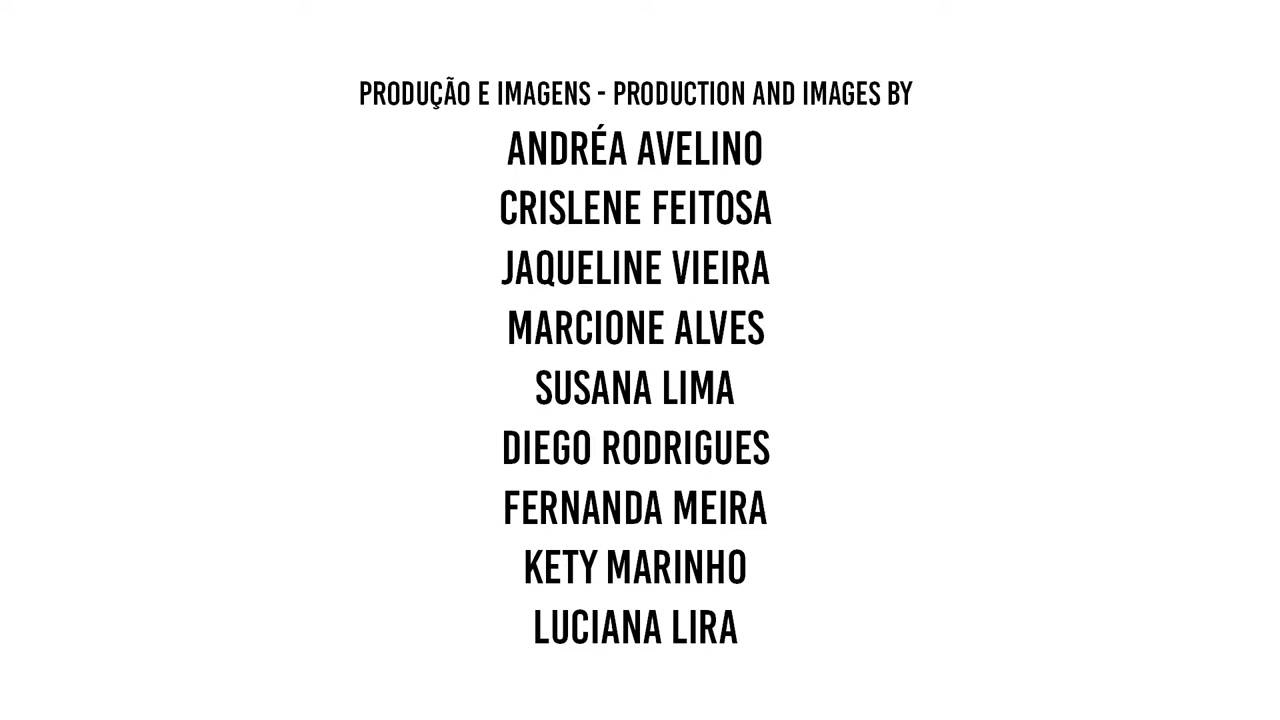 PRODUÇÃO E IMAGENS - PRODUCTION AND IMAGES BY
ANDRÉA AVELINO
CRISLENE FEITOSA
JAQUELINE VIEIRA
MARCIONE ALVES
SUSANA LIMA
DIEGO RODRIGUES
FERNANDA MEIRA
KETY MARINHO
LUCIANA LIRA